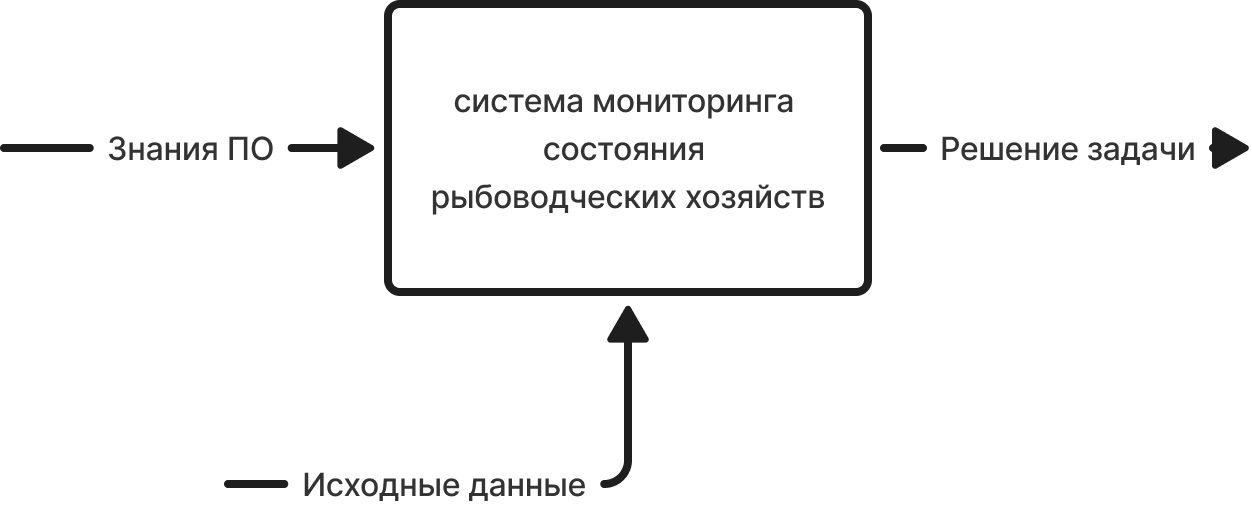 система мониторинга
состояния
рыбоводческих хозяйств
Знания ПО
Решение задачи
Исходные данные